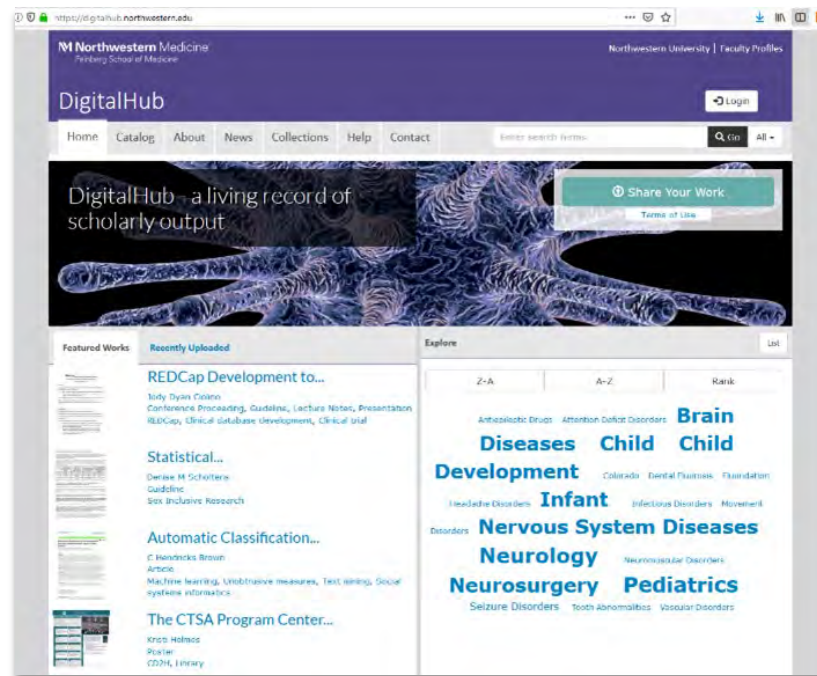 https://digitalhub.northwestern.edu
Northwestern Medicine
Feinberg School of Medicine
Northwestern University | Faculty Profiles
DigitalHub
Login
Home Catalog About News Collections Help Contact
Enter search terms
Go
All
DigitalHub - a living record of
scholarly output
Share Your Work
Terms of Use
Featured Works Recently Uploaded
REDCap Development to...
Jody Dyan Ciolino
Conference Proceeding, Guideline, Lecture Notes, Presentation
REDCap, Clinical database development, Clinical trial
Statistical...
Denise M Scholtens
Guideline
Sex Inclusive Research
Automatic Classification...
C Hendricks Brown
Article
Machine learning, Unobtrusive measures, Text mining, Social
systems informatics
The CTSA Program Center...
Kristi Holmes
Poster
CD2H, Library
Explore
List
Z-A A-Z Rank
Antiepileptic Drugs Attention Deficit Disorders Brain
Diseases Child Child
Development Colorado Dental Fluorosis Fluoridation
Headache Disorders Infant Infectious Disorders Movement
Disorders Nervous System Diseases
Neurology Neuromuscular Disorders
Neurosurgery Pediatrics
Seizure Disorders Tooth Abnormalities Vascular Disorders